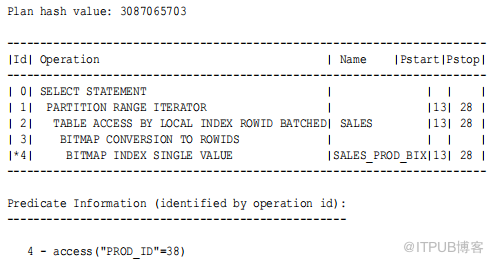 Plan hash value: 3087065703
--------------------------------------------------------------------------
|Id| Operation                                  | Name          |Pstart|Pstop|
--------------------------------------------------------------------------
| 0| SELECT STATEMENT                           |               |  |    |
| 1|  PARTITION RANGE ITERATOR                  |               |13| 28 |
| 2|   TABLE ACCESS BY LOCAL INDEX ROWID BATCHED| SALES         |13| 28 |
| 3|    BITMAP CONVERSION TO ROWIDS             |               |  |    |
|*4|     BITMAP INDEX SINGLE VALUE              |SALES_PROD_BIX|13| 28 |
--------------------------------------------------------------------------
Predicate Information (identified by operation id):
---------------------------------------------------
4 - access("PROD_ID"=38)
@ITPUB博客